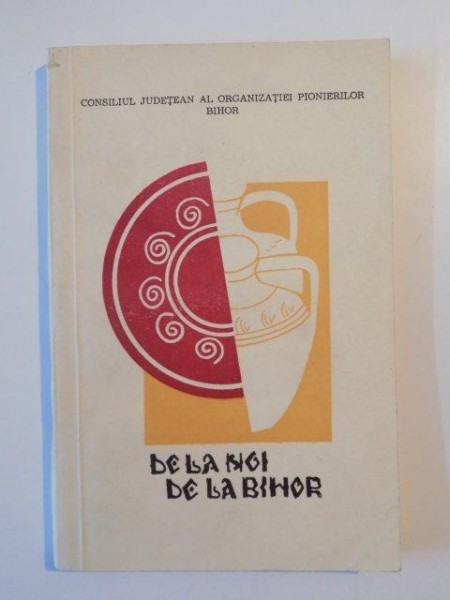 CONSILIUL JUDEȚEAN AL ORGANIZAȚIEI PIONIERILOR
BIHOR
DE LA NOI
DE LA BIHOR